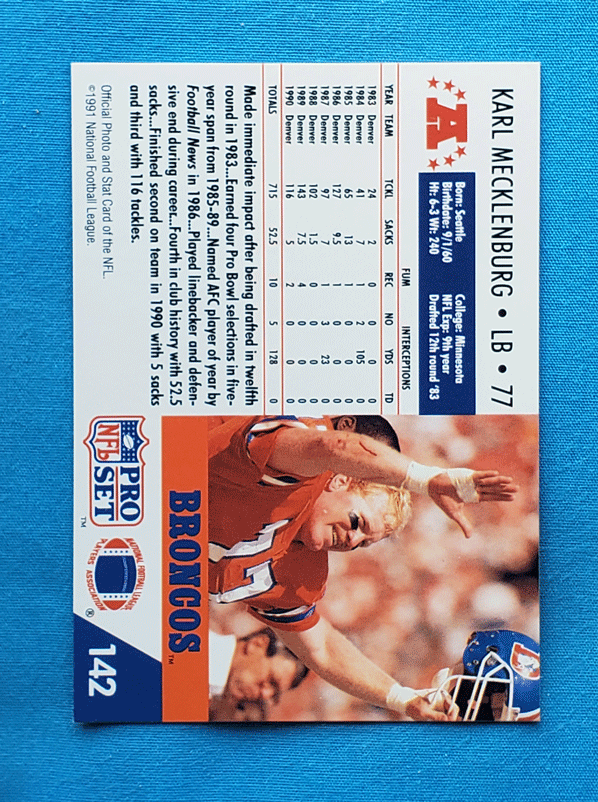 KARL MECKLENBURG • LB • 77
A
Born: Seattle
Birthdate: 9/1/60
Ht: 6-3 Wt: 240
College: Minnesota
NFL Exp: 9th year
Drafted 12th round '83
FUM INTERCEPTIONS
YEAR TEAM TCKL SACKS REC NO YDS TD
1983 Denver 24 2 0 0 0 0
1984 Denver 41 7 1 2 105 0
1985 Denver 65 13 1 0 0 0
1986 Denver 127 9.5 1 0 0 0
1987 Denver 97 7 1 3 23 0
1988 Denver 102 1.5 0 0 0 0
1989 Denver 143 7.5 4 0 0 0
1990 Denver 116 5 2 0 0 0
TOTALS 715 52.5 10 5 128 0
Made immediate impact after being drafted in twelfth
round in 1983...Earned four Pro Bowl selections in five-
year span from 1985-89...Named AFC player of year by
Football News in 1986...Played linebacker and defen-
sive end during career...Fourth in club history with 52.5
sacks...Finished second on team in 1990 with 5 sacks
and third with 116 tackles.
Official Photo and Stat Card of the NFL.
©1991 National Football League.
BRONCOS™
PRO
NFL
SET™
NATIONAL FOOTBALL LEAGUE
PLAYERS ASSOCIATION
®
142